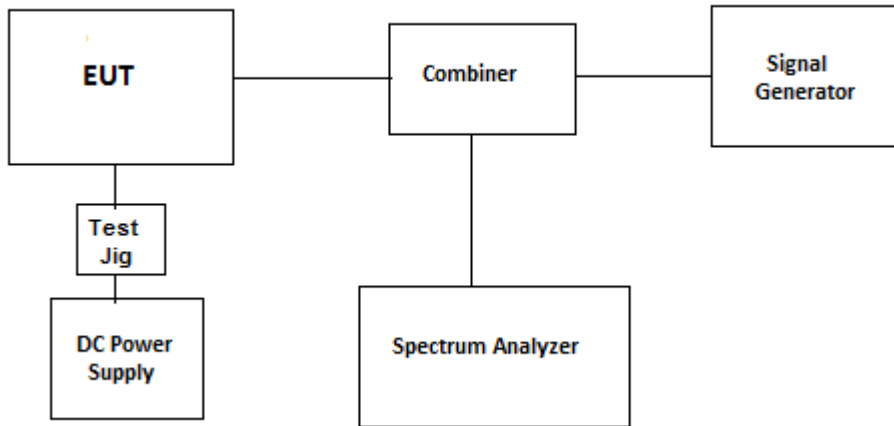 EUT
Combiner
Signal
Generator
Test
Jig
DC Power
Supply
Spectrum Analyzer